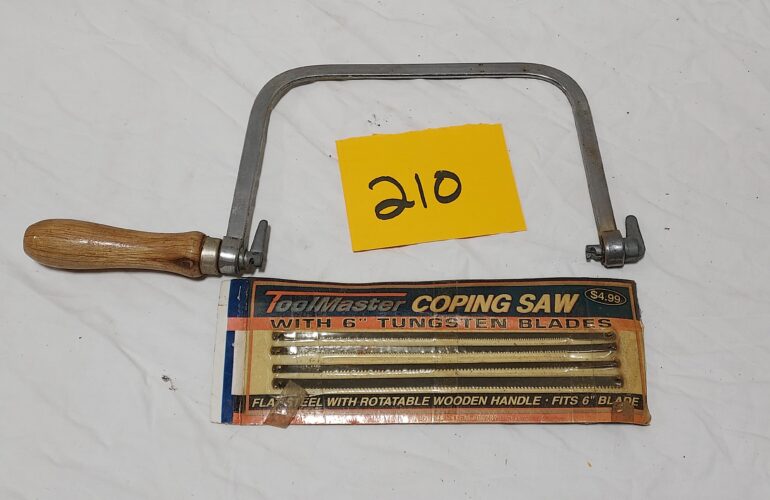 210
ToolMaster COPING SAW $4.99
WITH 6" TUNGSTEN BLADES
FLAT STEEL WITH ROTATABLE WOODEN HANDLE · FITS 6" BLADE